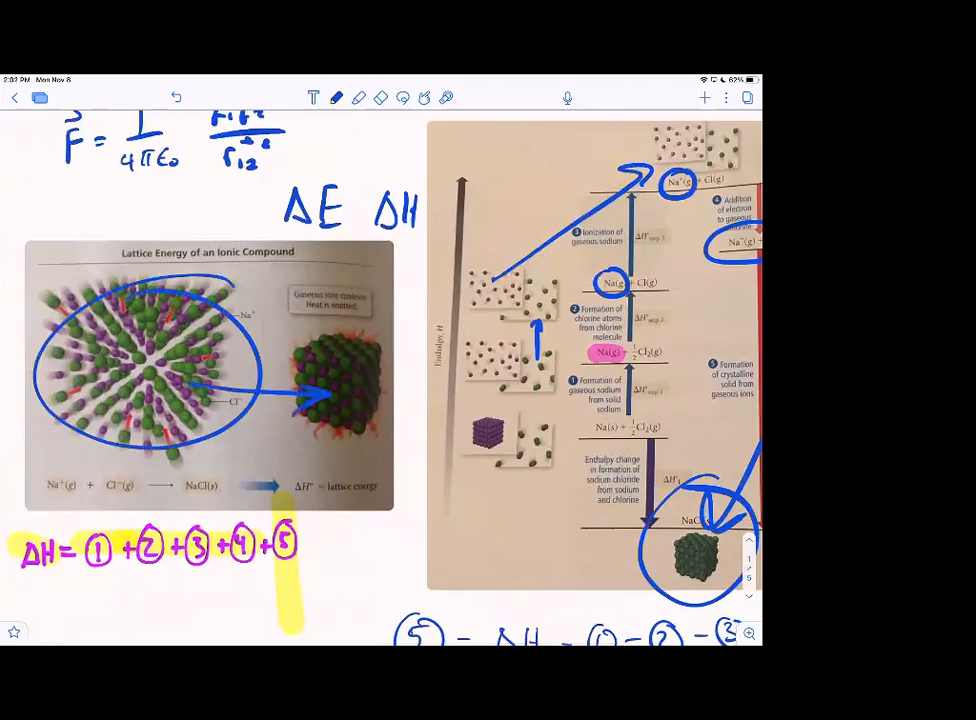 2:02 PM Mon Nov 8
62%
F = 1 / 4πε₀
r₁₂
ΔE ΔH
Lattice Energy of an Ionic Compound
Gaseous ions coalesce
Heat is emitted
Na⁺
Cl⁻
Na⁺(g) + Cl⁻(g) → NaCl(s) ΔH° = lattice energy
ΔH = ① + ② + ③ + ④ + ⑤
Enthalpy, H
Na⁺(g) + Cl(g)
④ Addition
of electron
to gaseous
Na⁺(g) +
③ Ionization of
gaseous sodium
ΔH°step 3
Na(g) + Cl(g)
② Formation of
chlorine atoms
from chlorine
molecule
ΔH°step 2
Na(g) + ½Cl₂(g)
① Formation of
gaseous sodium
from solid
sodium
ΔH°step 1
⑤ Formation
of crystalline
solid from
gaseous ions
Na(s) + ½Cl₂(g)
Enthalpy change
in formation of
sodium chloride
from sodium
and chlorine
ΔH°f
1
5
⑤ = ΔH - ① - ② - ③